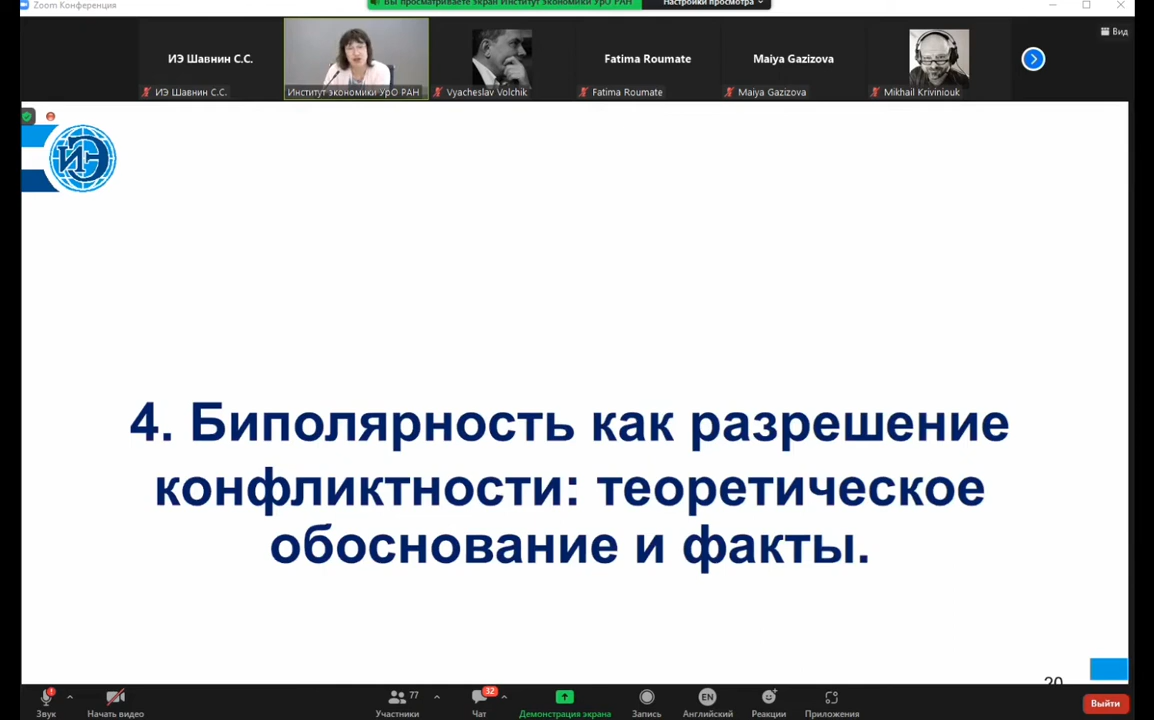 Zoom Конференция
Вы просматриваете экран Институт экономики УрО РАН
Настройки просмотра
Вид
ИЭ Шавнин С.С.
Fatima Roumate
Maiya Gazizova
ИЭ Шавнин С.С.
Институт экономики УрО РАН
Vyacheslav Volchik
Fatima Roumate
Maiya Gazizova
Mikhail Kriviniouk
ИЭ
4. Биполярность как разрешение
конфликтности: теоретическое
обоснование и факты.
20
77
32
EN
Звук
Начать видео
Участники
Чат
Демонстрация экрана
Запись
Английский
Реакции
Приложения
Выйти